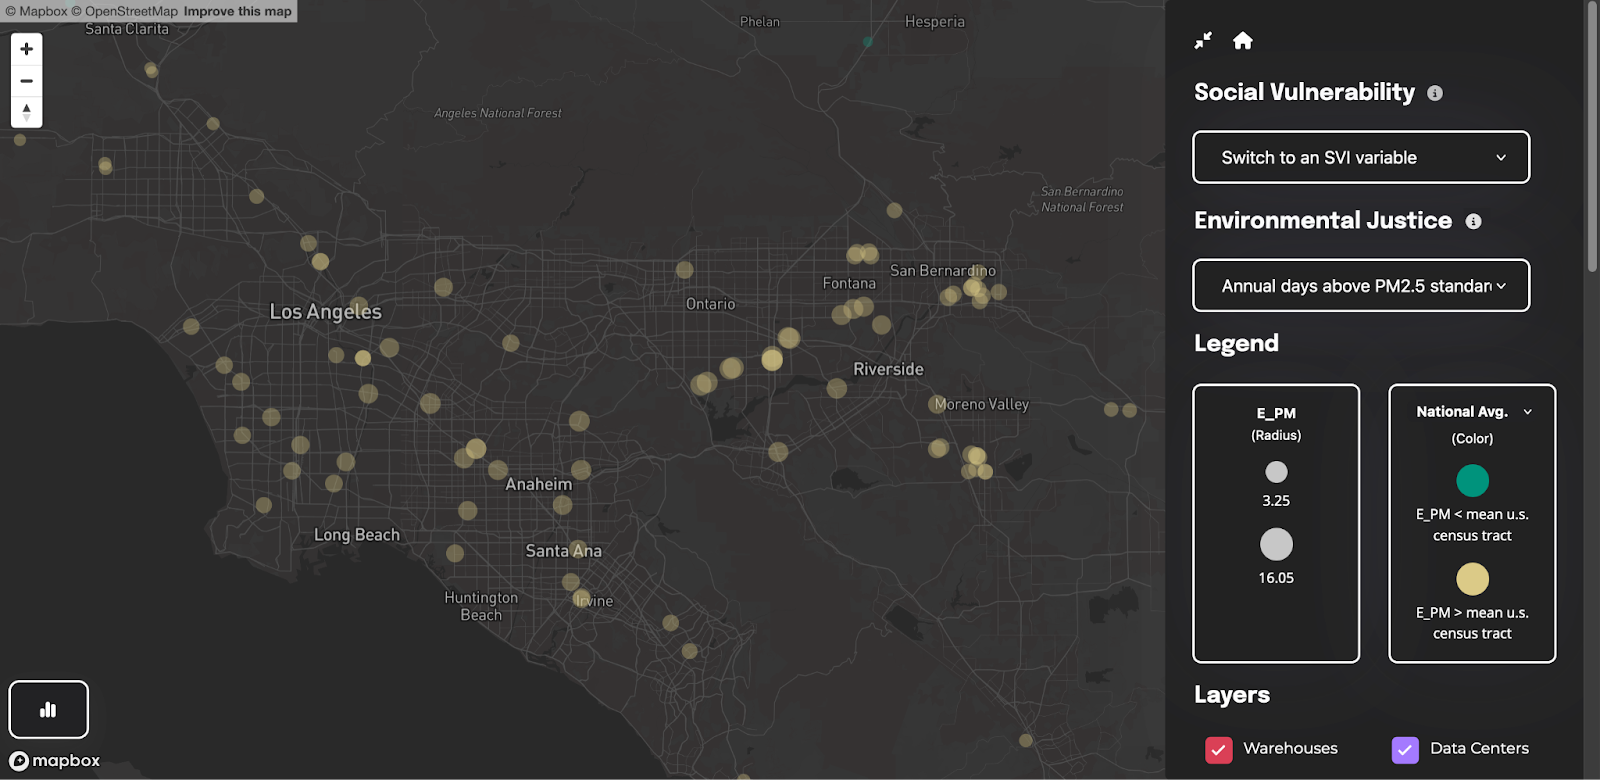 © Mapbox © OpenStreetMap Improve this map
Santa Clarita
Phelan
Hesperia
Angeles National Forest
San Bernardino
National Forest
San Bernardino
Fontana
Ontario
Los Angeles
Riverside
Moreno Valley
Anaheim
Long Beach
Santa Ana
Huntington
Beach
Irvine
mapbox
Social Vulnerability
Switch to an SVI variable
Environmental Justice
Annual days above PM2.5 standar
Legend
E_PM
(Radius)
3.25
16.05
National Avg.
(Color)
E_PM < mean u.s.
census tract
E_PM > mean u.s.
census tract
Layers
Warehouses
Data Centers